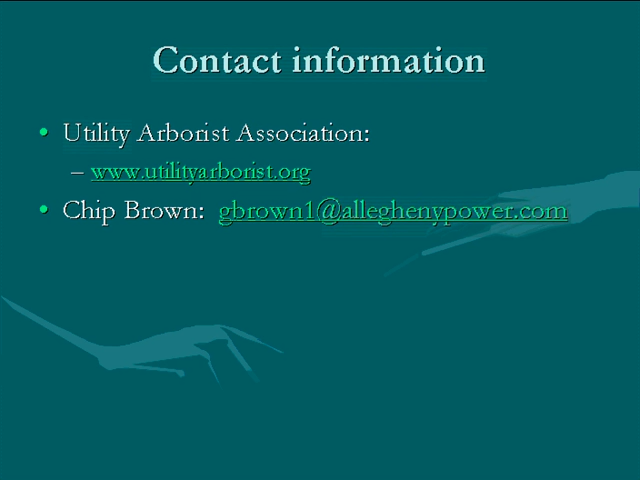 Contact information
• Utility Arborist Association:
– www.utilityarborist.org
• Chip Brown: gbrown1@alleghenypower.com